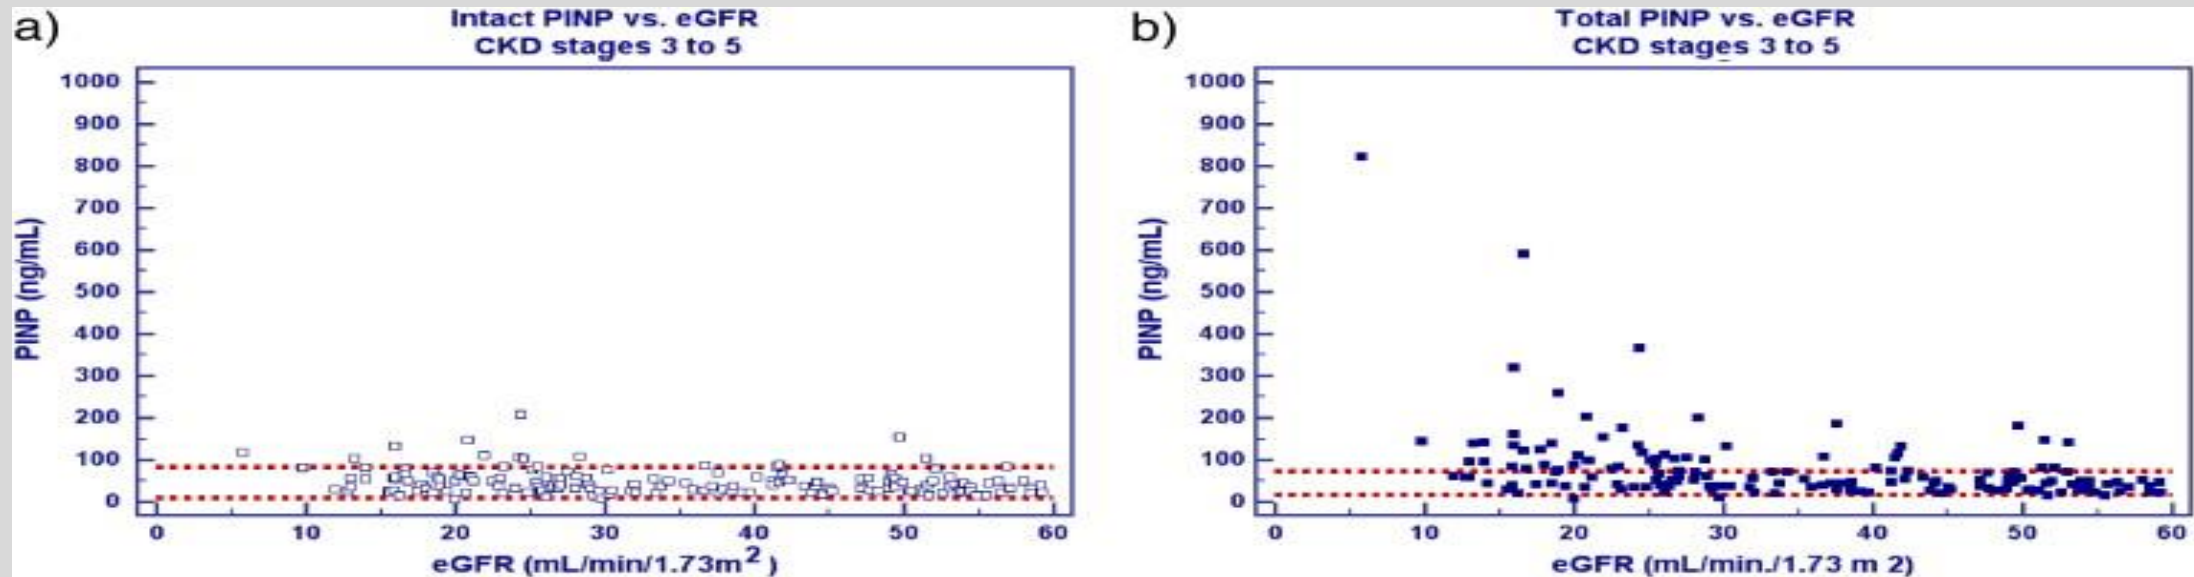 a)
Intact PINP vs. eGFR
CKD stages 3 to 5
1000
900
800
700
600
500
400
300
200
100
0
PINP (ng/mL)
0 10 20 30 40 50 60
eGFR (mL/min/1.73m²)
b)
Total PINP vs. eGFR
CKD stages 3 to 5
1000
900
800
700
600
500
400
300
200
100
0
PINP (ng/mL)
0 10 20 30 40 50 60
eGFR (mL/min./1.73 m 2)